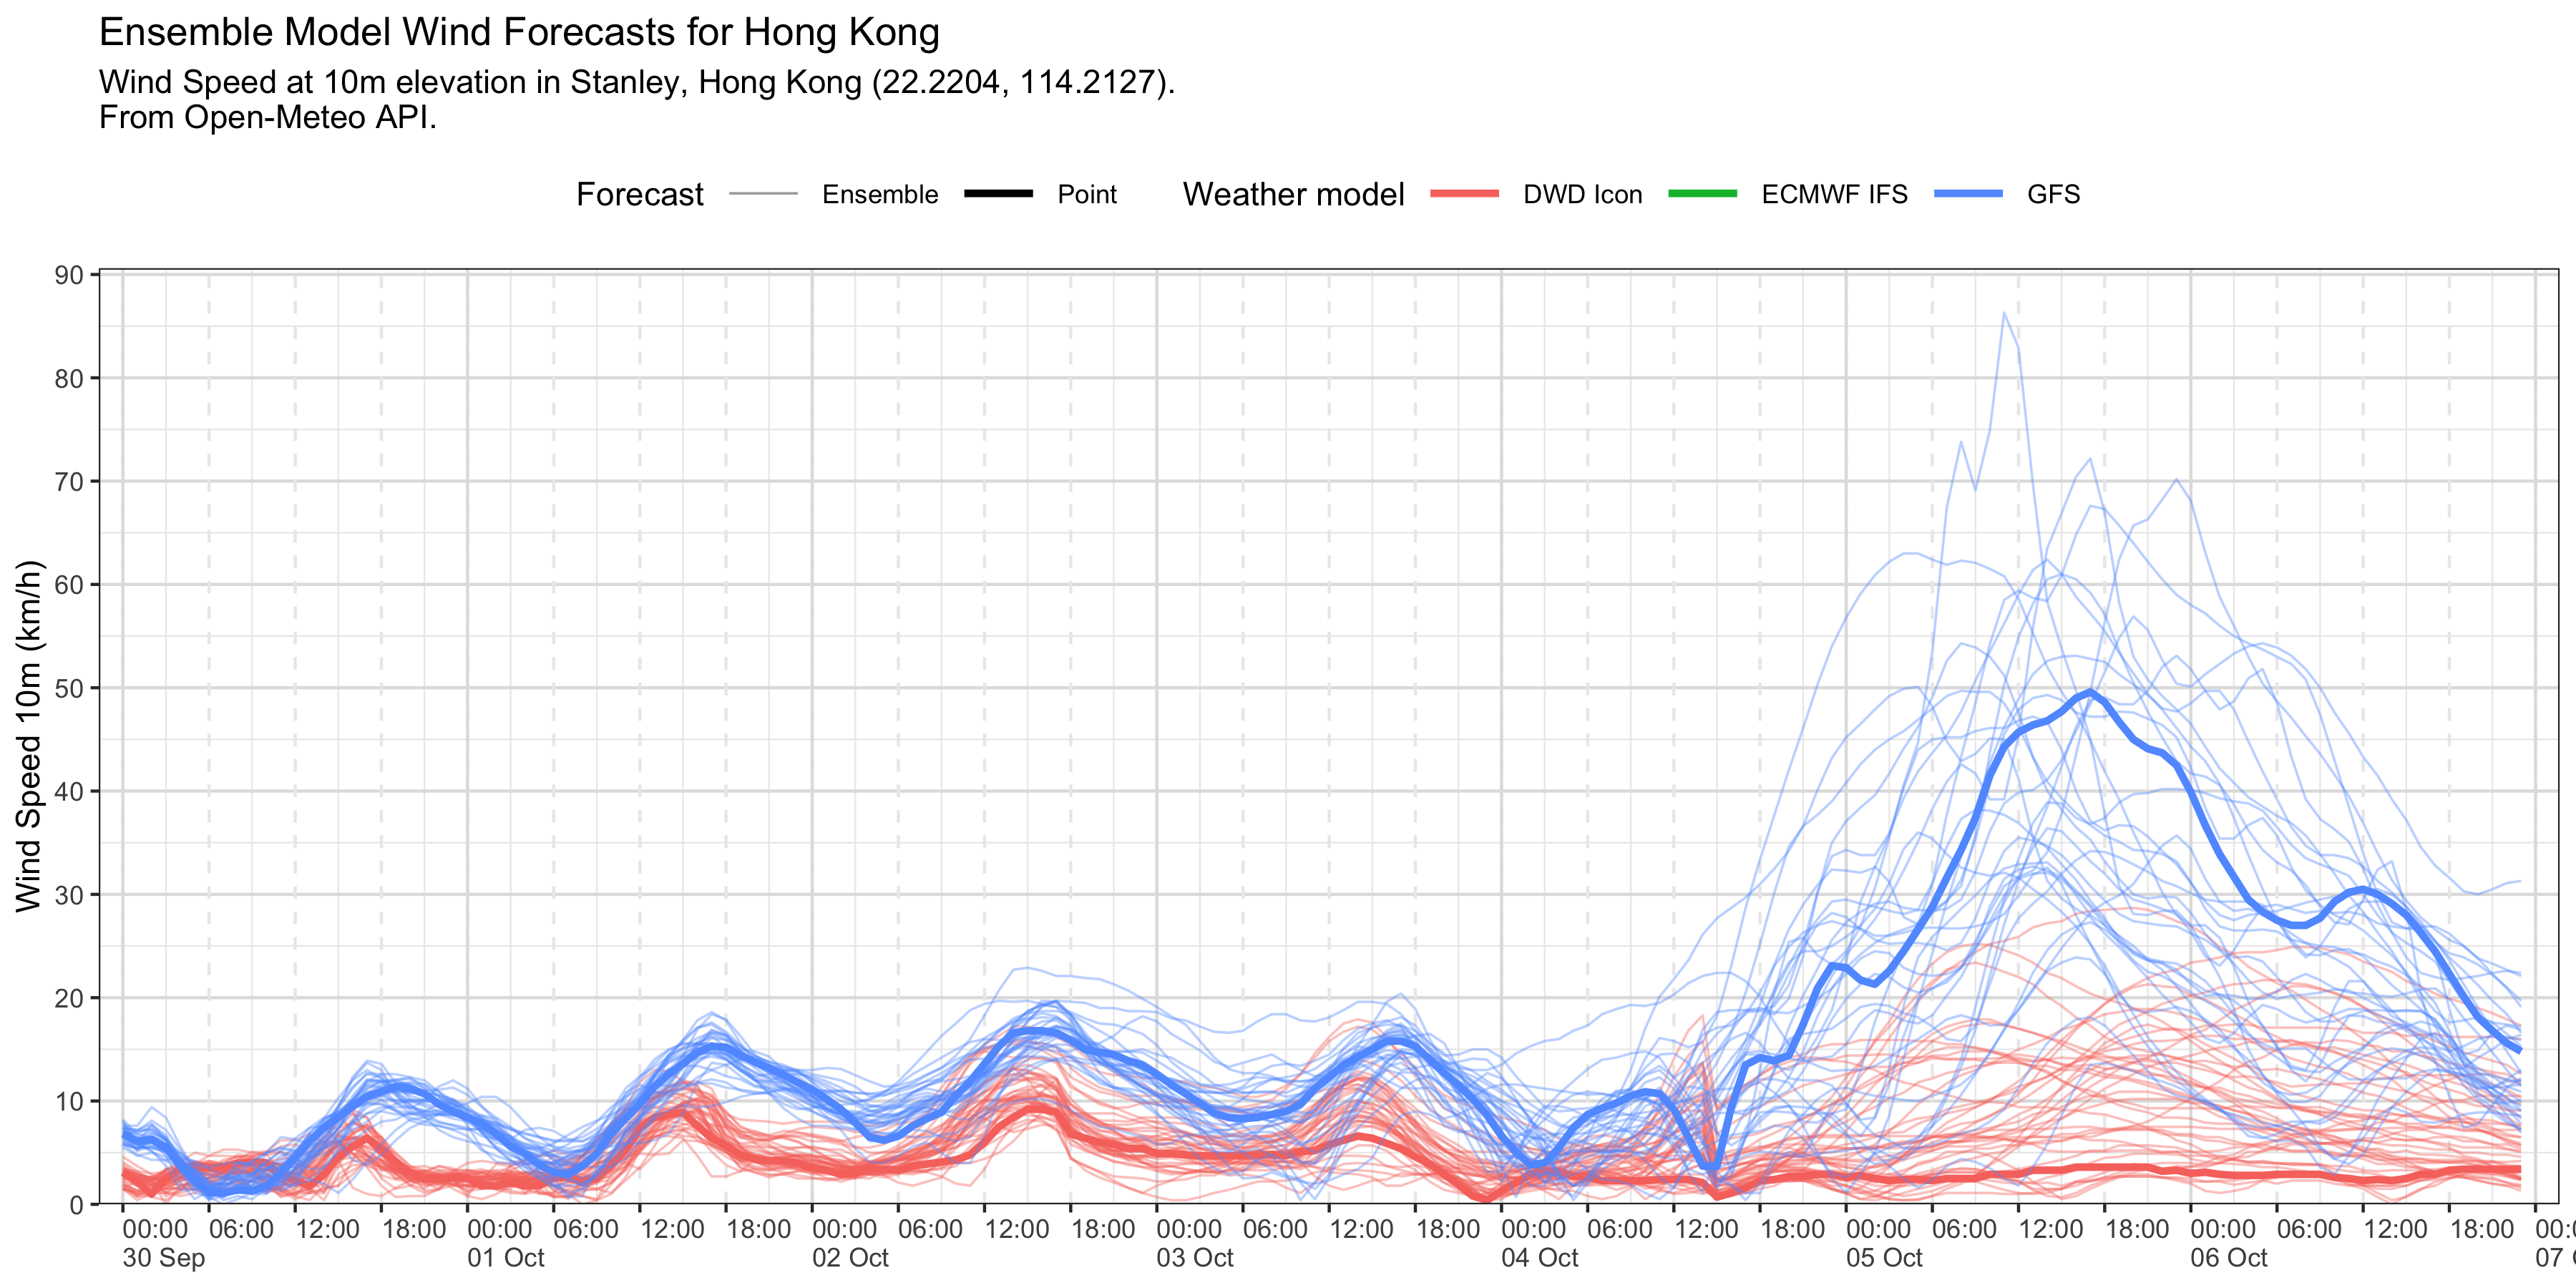 Ensemble Model Wind Forecasts for Hong Kong
Wind Speed at 10m elevation in Stanley, Hong Kong (22.2204, 114.2127).
From Open-Meteo API.
Forecast Ensemble Point Weather model DWD Icon ECMWF IFS GFS
90
80
70
60
50
40
30
20
10
0
Wind Speed 10m (km/h)
00:00 06:00 12:00 18:00 00:00 06:00 12:00 18:00 00:00 06:00 12:00 18:00 00:00 06:00 12:00 18:00 00:00 06:00 12:00 18:00 00:00 06:00 12:00 18:00 00:00 06:00 12:00 18:00
30 Sep 01 Oct 02 Oct 03 Oct 04 Oct 05 Oct 06 Oct 07